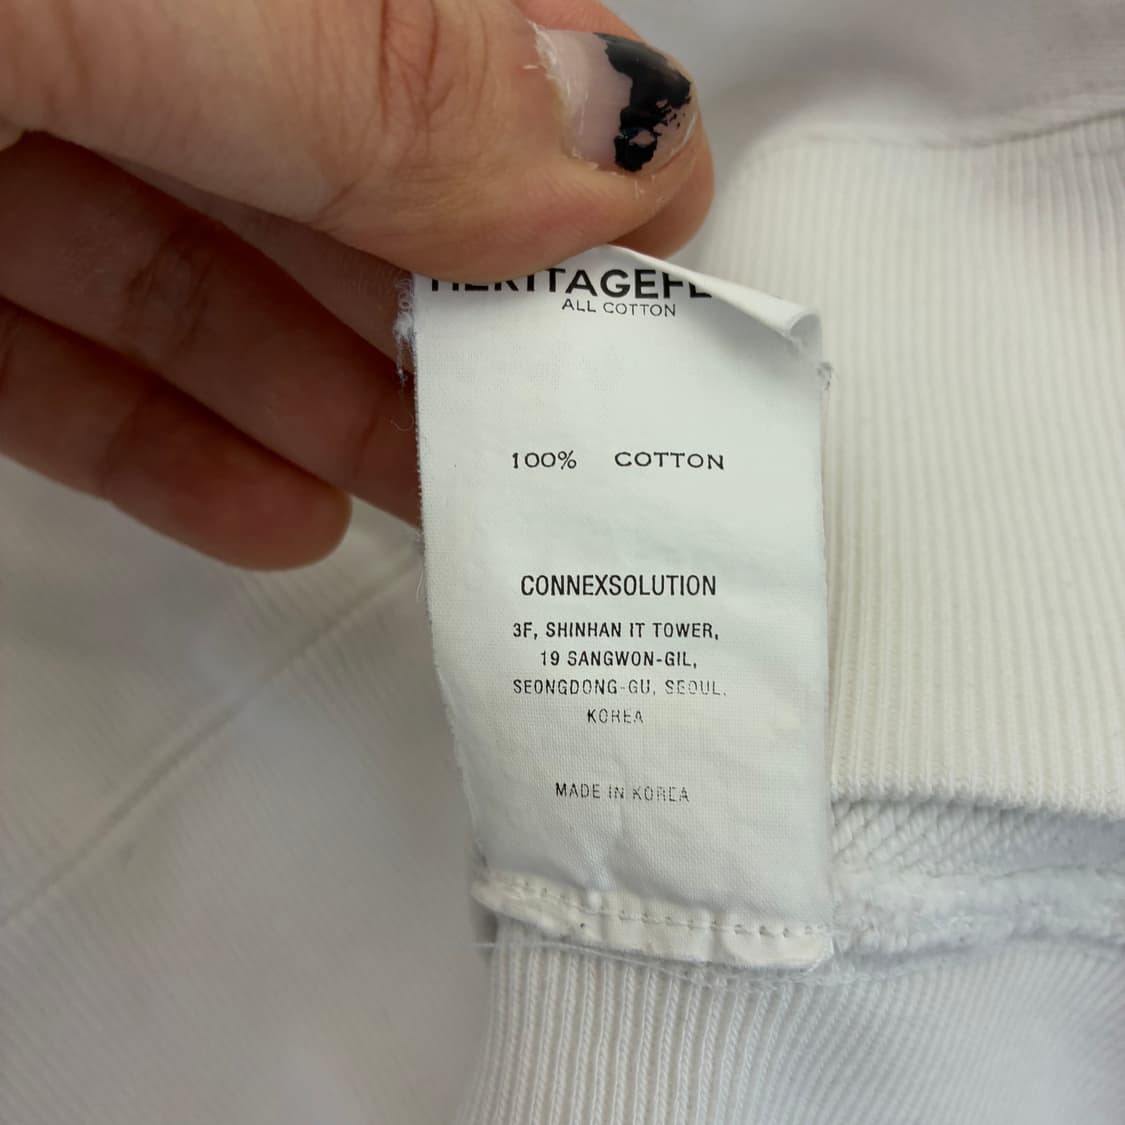 HERITAGEFL
ALL COTTON
100% COTTON
CONNEXSOLUTION
3F, SHINHAN IT TOWER,
19 SANGWON-GIL,
SEONGDONG-GU, SEOUL,
KOREA
MADE IN KOREA